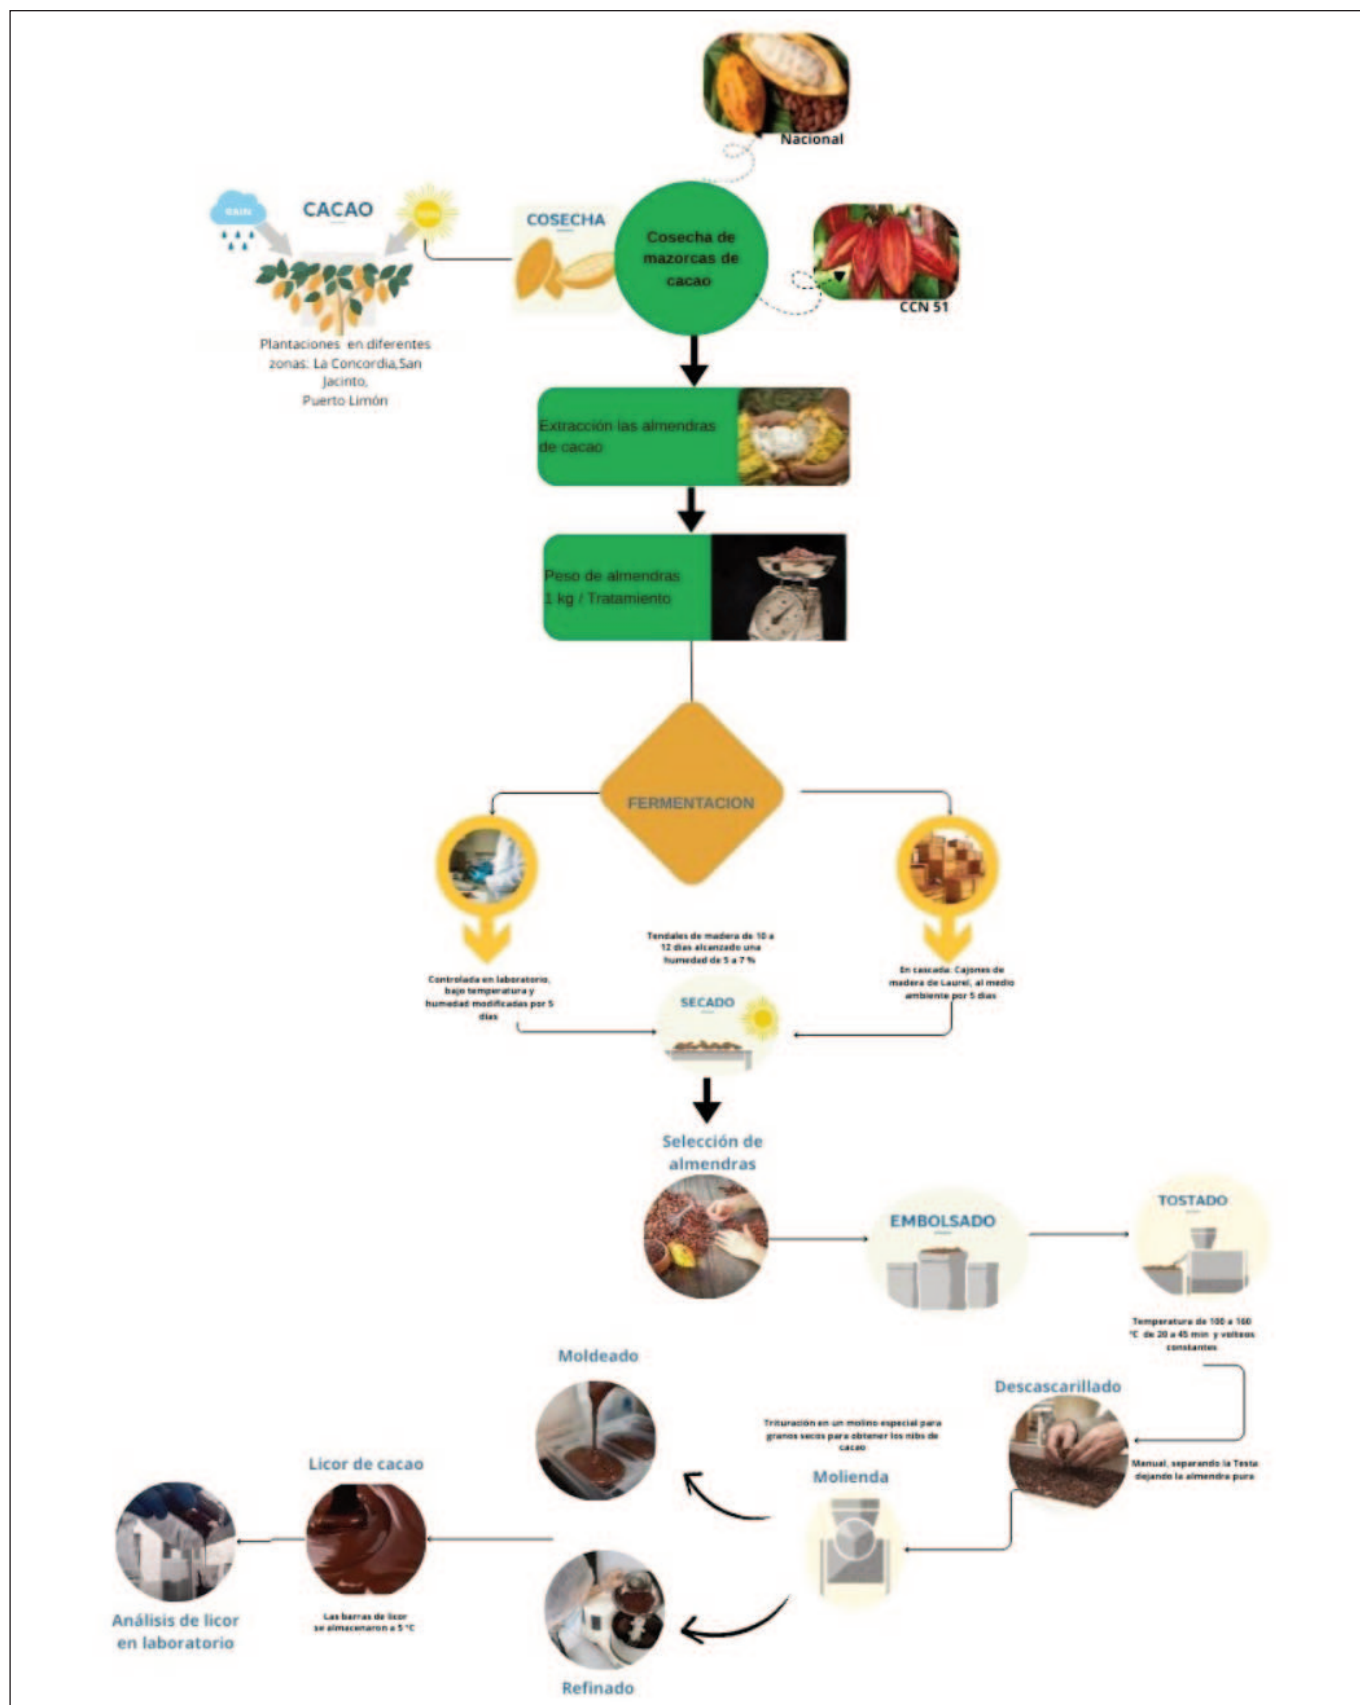 Nacional
RAIN
CACAO
SUN
COSECHA
Cosecha de
mazorcas de
cacao
CCN 51
Plantaciones en diferentes
zonas: La Concordia,San
Jacinto,
Puerto Limón
Extracción las almendras
de cacao
Peso de almendras
1 kg / Tratamiento
FERMENTACION
Controlada en laboratorio,
bajo temperatura y
humedad modificadas por 5
dias
Tendales de madera de 10 a
12 dias alcanzado una
humedad de 5 a 7 %
En cascada. Cajones de
madera de Laurel, al medio
ambiente por 5 dias
SECADO
Selección de
almendras
EMBOLSADO
TOSTADO
Temperatura de 100 a 160
°C de 20 a 45 min y volteos
constantes
Descascarillado
Manual, separando la Testa
dejando la almendra pura
Trituración en un molino especial para
granos secos para obtener los nibs de
cacao
Molienda
Moldeado
Refinado
Licor de cacao
Las barras de licor
se almacenaron a 5 °C
Análisis de licor
en laboratorio